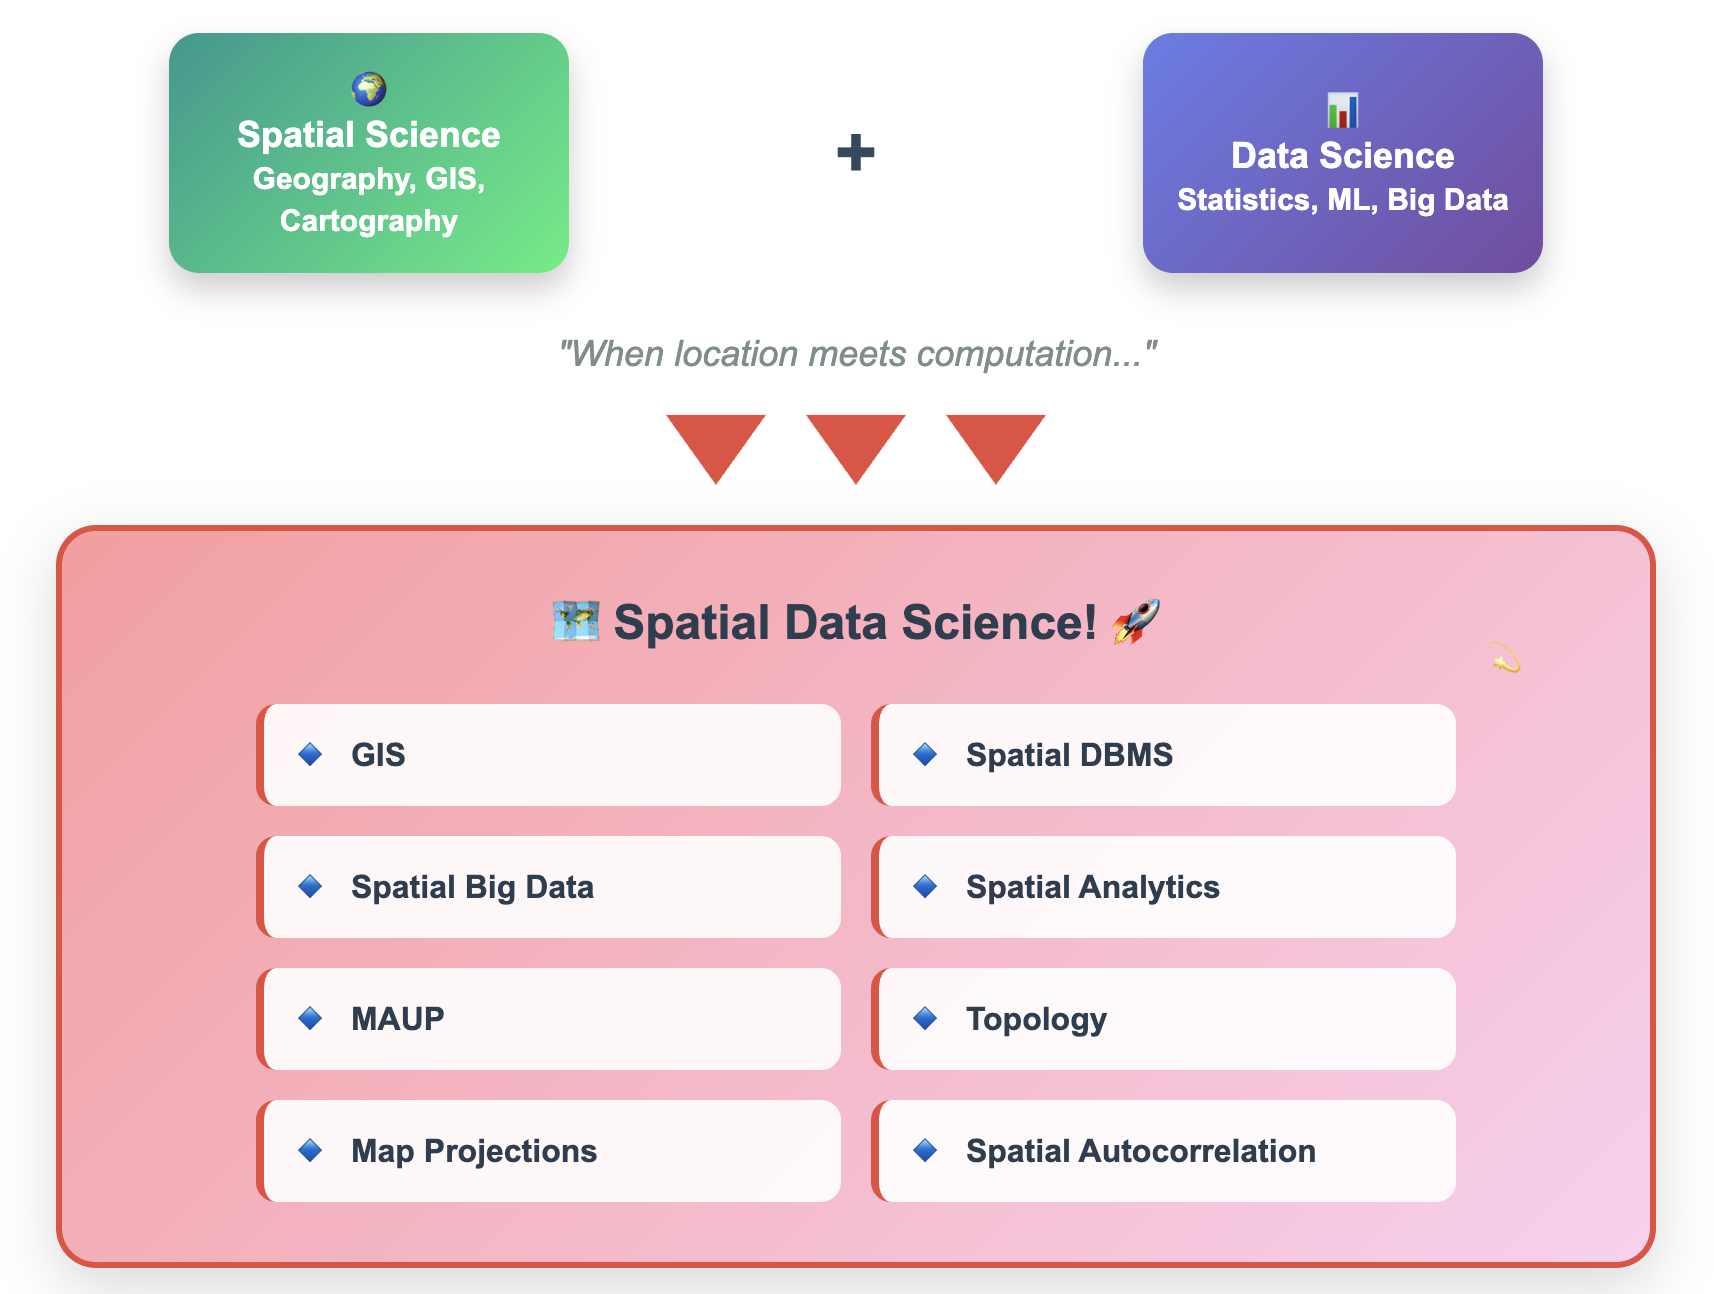 Spatial Science
Geography, GIS,
Cartography
+
Data Science
Statistics, ML, Big Data
"When location meets computation..."
Spatial Data Science!
GIS
Spatial DBMS
Spatial Big Data
Spatial Analytics
MAUP
Topology
Map Projections
Spatial Autocorrelation